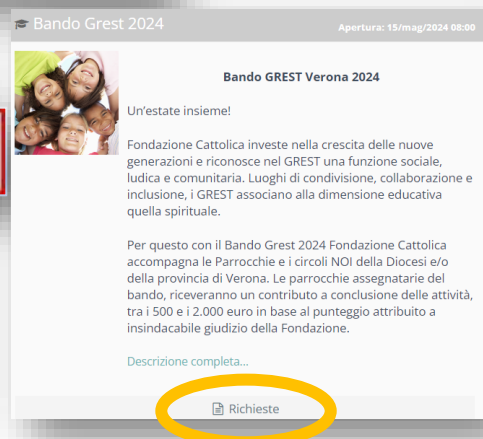 Bando Grest 2024
Apertura: 15/mag/2024 08:00
Bando GREST Verona 2024
Un'estate insieme!
Fondazione Cattolica investe nella crescita delle nuove
generazioni e riconosce nel GREST una funzione sociale,
ludica e comunitaria. Luoghi di condivisione, collaborazione e
inclusione, i GREST associano alla dimensione educativa
quella spirituale.
Per questo con il Bando Grest 2024 Fondazione Cattolica
accompagna le Parrocchie e i circoli NOI della Diocesi e/o
della provincia di Verona. Le parrocchie assegnatarie del
bando, riceveranno un contributo a conclusione delle attività,
tra i 500 e i 2.000 euro in base al punteggio attribuito a
insindacabile giudizio della Fondazione.
Descrizione completa...
Richieste